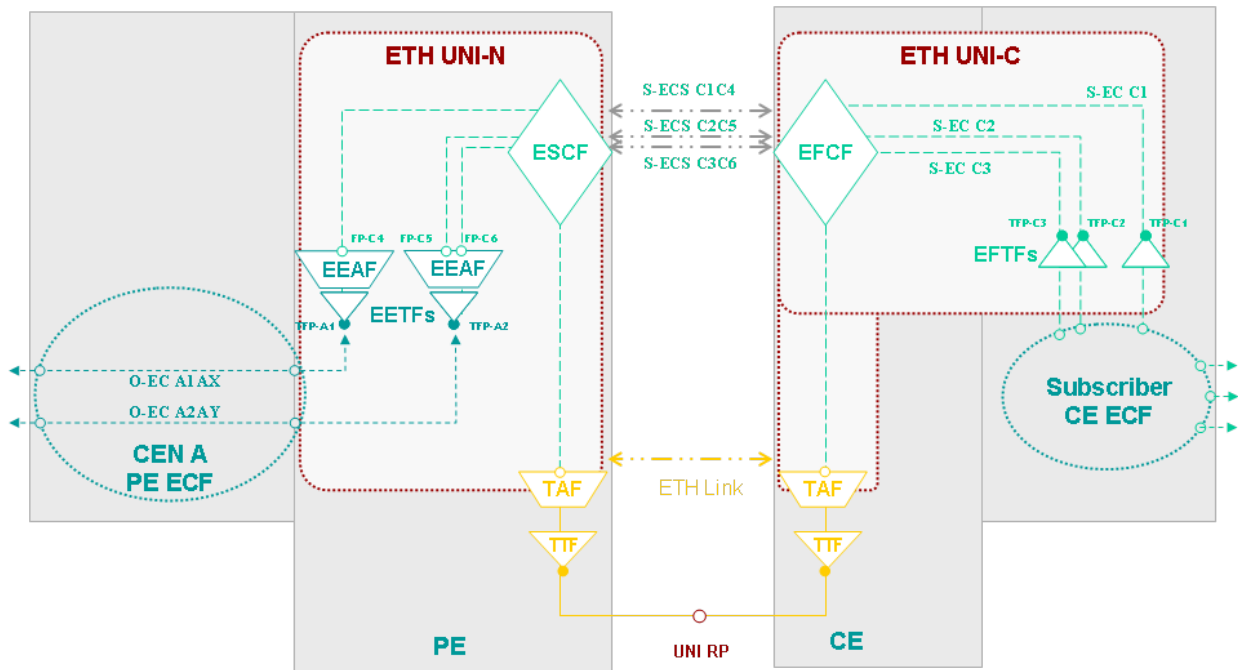 ETH UNI-N
ETH UNI-C
S-ECS C1C4
S-EC C1
S-ECS C2C5
S-EC C2
ESCF
EFCF
S-ECS C3C6
S-EC C3
FP-C4
FP-C5
FP-C6
TFP-C3
TFP-C2
TFP-C1
EEAF
EEAF
EFTFs
EETFs
TFP-A1
TFP-A2
O-EC A1AX
O-EC A2AY
Subscriber
CE ECF
CEN A
PE ECF
TAF
ETH Link
TAF
TTF
TTF
PE
UNI RP
CE